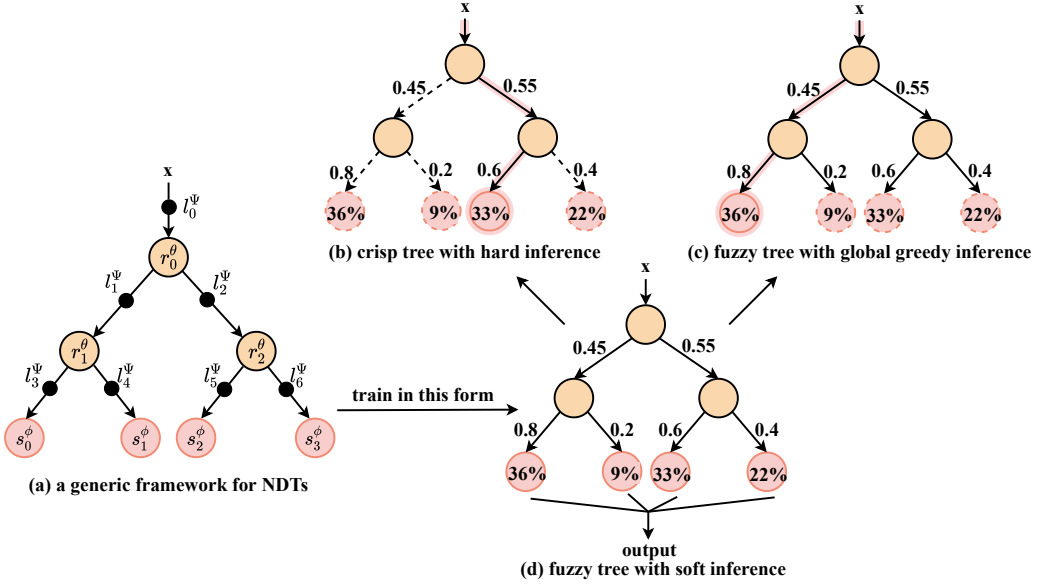 x
l_0^Ψ
r_0^θ
l_1^Ψ
l_2^Ψ
r_1^θ
r_2^θ
l_3^Ψ
l_4^Ψ
l_5^Ψ
l_6^Ψ
s_0^ϕ
s_1^ϕ
s_2^ϕ
s_3^ϕ
(a) a generic framework for NDTs
x
0.45
0.55
0.8
0.2
0.6
0.4
36%
9%
33%
22%
(b) crisp tree with hard inference
x
0.45
0.55
0.8
0.2
0.6
0.4
36%
9%
33%
22%
(c) fuzzy tree with global greedy inference
train in this form
x
0.45
0.55
0.8
0.2
0.6
0.4
36%
9%
33%
22%
output
(d) fuzzy tree with soft inference